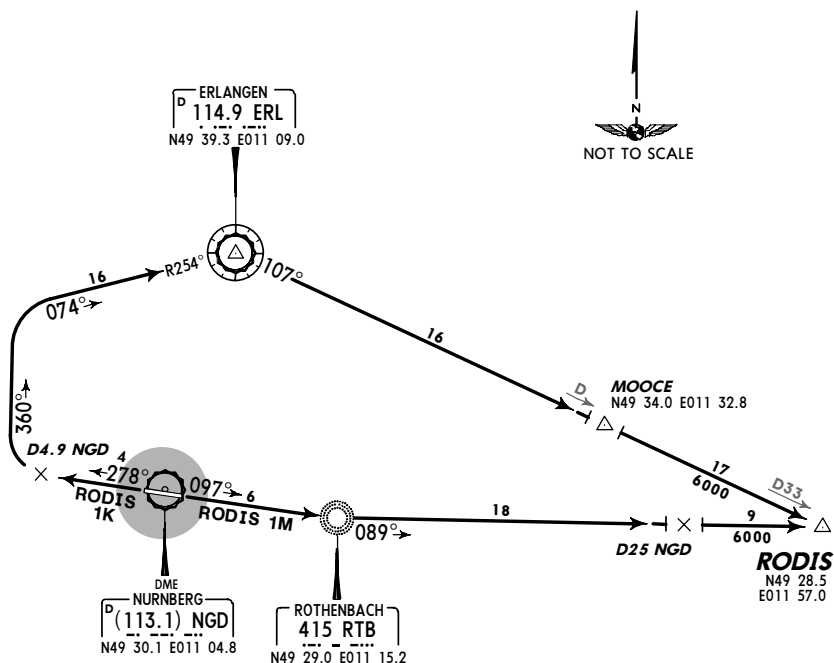 ERLANGEN
D 114.9 ERL
N49 39.3 E011 09.0
N
NOT TO SCALE
16
R254°
107°
074°
16
D
MOOCE
N49 34.0 E011 32.8
360°
D4.9 NGD
4
278°
097°
6
RODIS 1K
RODIS 1M
089°
18
17
6000
D33
9
6000
D25 NGD
RODIS
N49 28.5
E011 57.0
DME
NURNBERG
D (113.1) NGD
N49 30.1 E011 04.8
ROTHENBACH
415 RTB
N49 29.0 E011 15.2